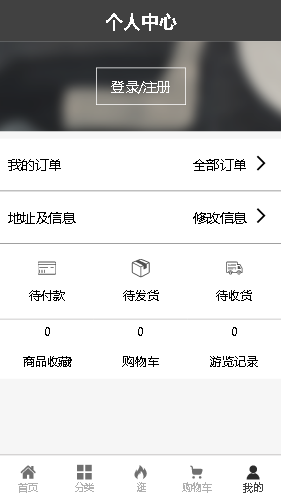 个人中心
登录/注册
我的订单 全部订单
地址及信息 修改信息
待付款 待发货 待收货
0 0 0
商品收藏 购物车 游览记录
首页 分类 逛 购物车 我的